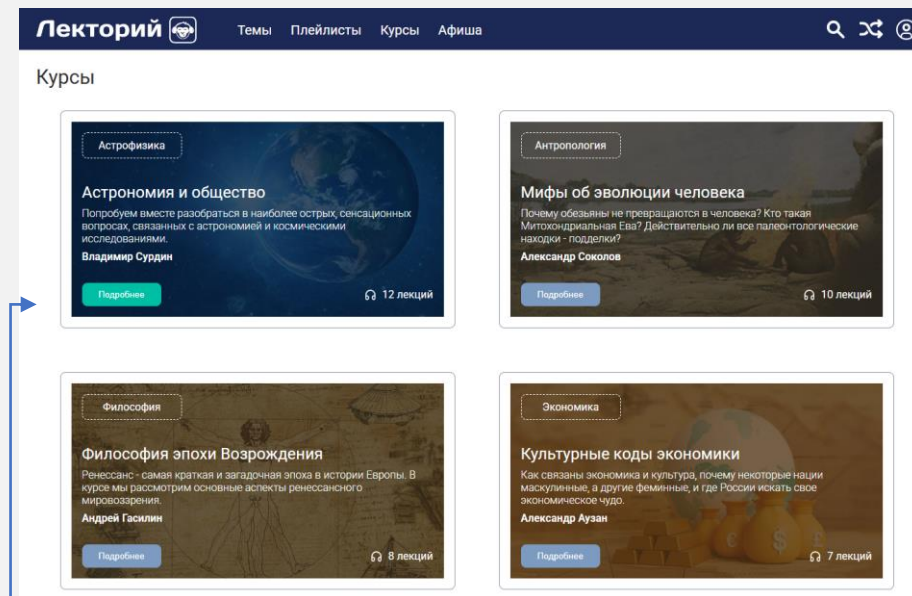 Лекторий
Темы Плейлисты Курсы Афиша
Курсы
Астрофизика
Астрономия и общество
Попробуем вместе разобраться в наиболее острых, сенсационных
вопросах, связанных с астрономией и космическими
исследованиями.
Владимир Сурдин
Подробнее
12 лекций
Антропология
Мифы об эволюции человека
Почему обезьяны не превращаются в человека? Кто такая
Митохондриальная Ева? Действительно ли все палеонтологические
находки - подделки?
Александр Соколов
Подробнее
10 лекций
Философия
Философия эпохи Возрождения
Ренессанс - самая краткая и загадочная эпоха в истории Европы. В
курсе мы рассмотрим основные аспекты ренессансного
мировоззрения.
Андрей Гасилин
Подробнее
8 лекций
Экономика
Культурные коды экономики
Как связаны экономика и культура, почему некоторые нации
маскулинные, а другие феминные, и где России искать свое
экономическое чудо.
Александр Аузан
Подробнее
7 лекций